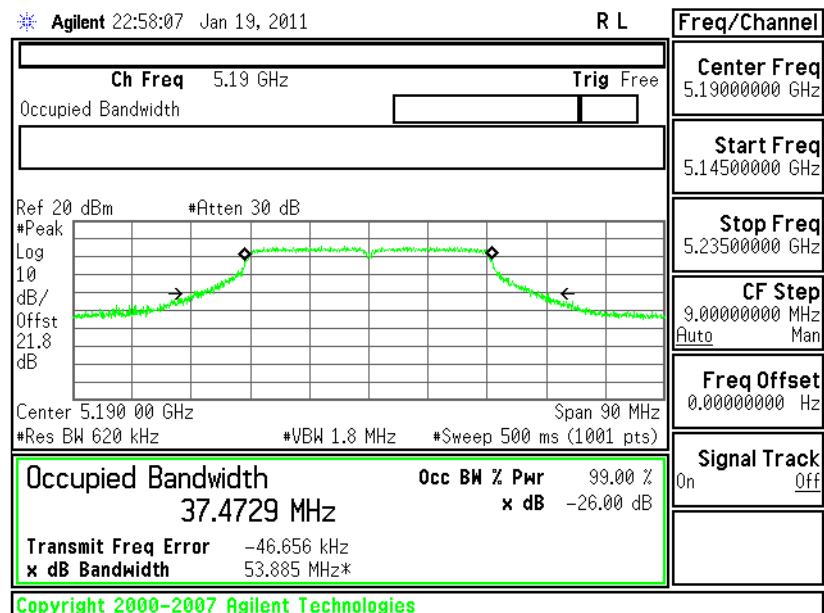 Agilent 22:58:07 Jan 19, 2011 R L
Freq/Channel
Ch Freq 5.19 GHz Trig Free
Occupied Bandwidth
Center Freq
5.19000000 GHz
Start Freq
5.14500000 GHz
Stop Freq
5.23500000 GHz
CF Step
9.00000000 MHz
Auto Man
Freq Offset
0.00000000 Hz
Signal Track
On Off
Ref 20 dBm #Atten 30 dB
#Peak
Log
10
dB/
Offst
21.8
dB
Center 5.190 00 GHz Span 90 MHz
#Res BW 620 kHz #VBW 1.8 MHz #Sweep 500 ms (1001 pts)
Occupied Bandwidth Occ BW % Pwr 99.00 %
37.4729 MHz x dB -26.00 dB
Transmit Freq Error -46.656 kHz
x dB Bandwidth 53.885 MHz*
Copyright 2000-2007 Agilent Technologies